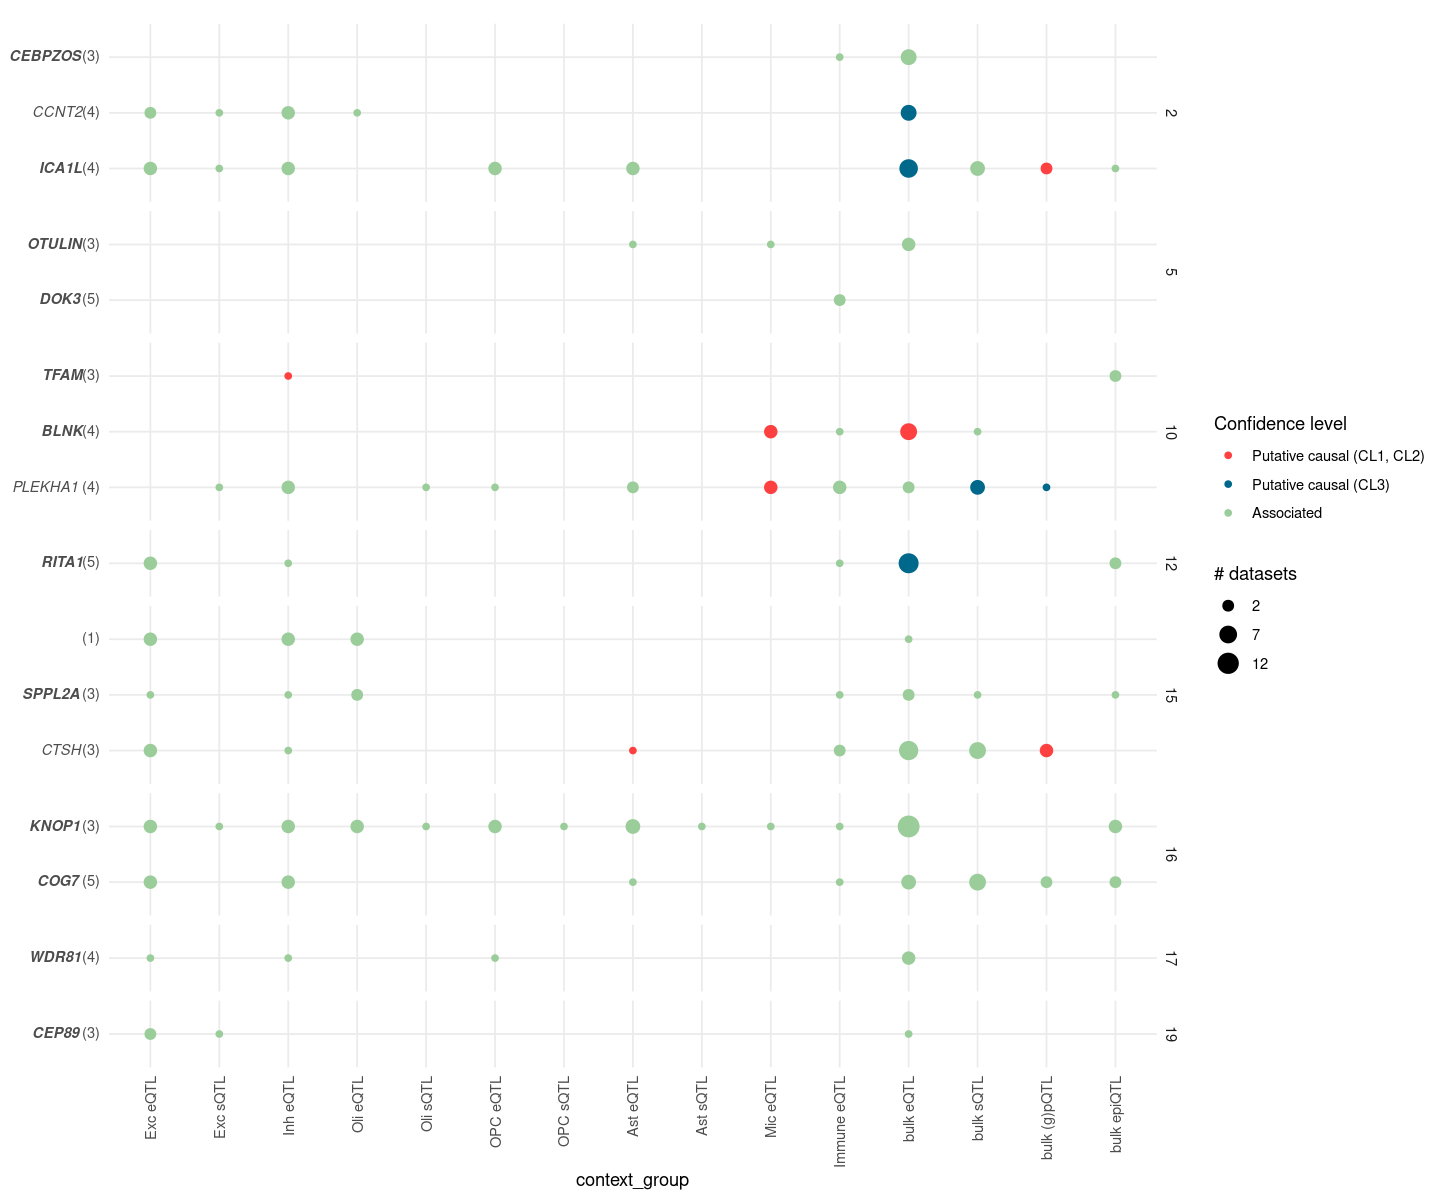 CEBPZOS(3)
CCNT2(4)
2
ICA1L(4)
OTULIN(3)
5
DOK3(5)
TFAM(3)
BLNK(4)
10
PLEKHA1 (4)
RITA1(5)
12
(1)
SPPL2A (3)
15
CTSH(3)
KNOP1(3)
16
COG7 (5)
WDR81(4)
17
CEP89 (3)
19
Exc eQTL
Exc sQTL
Inh eQTL
Oli eQTL
Oli sQTL
OPC eQTL
OPC sQTL
Ast eQTL
Ast sQTL
Mic eQTL
Immune eQTL
bulk eQTL
bulk sQTL
bulk (g)pQTL
bulk epiQTL
context_group
Confidence level
Putative causal (CL1, CL2)
Putative causal (CL3)
Associated
# datasets
2
7
12